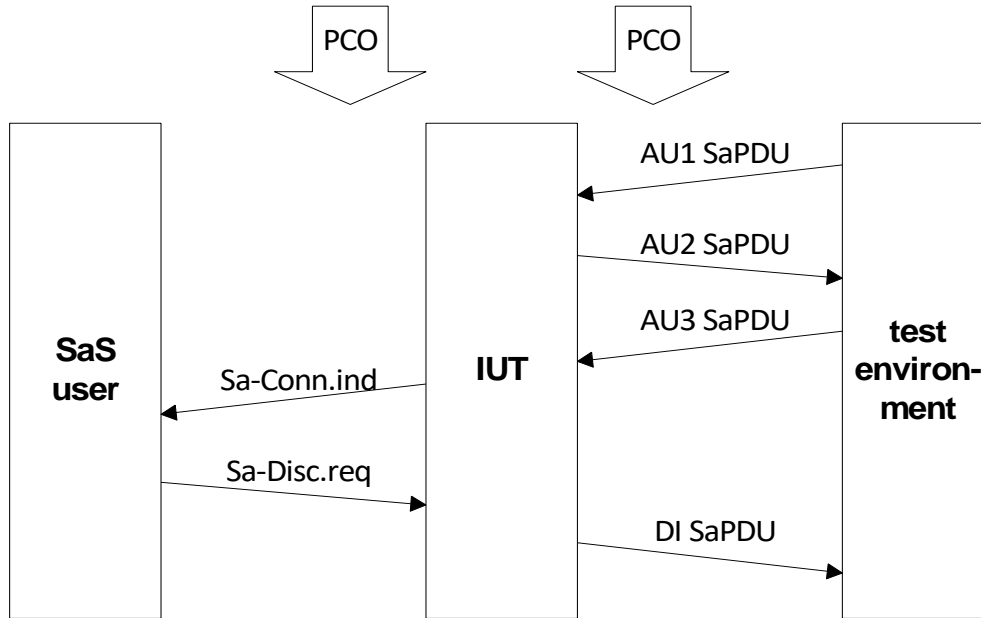 PCO
PCO
AU1 SaPDU
AU2 SaPDU
AU3 SaPDU
SaS
user
IUT
test
environ-
ment
Sa-Conn.ind
Sa-Disc.req
DI SaPDU